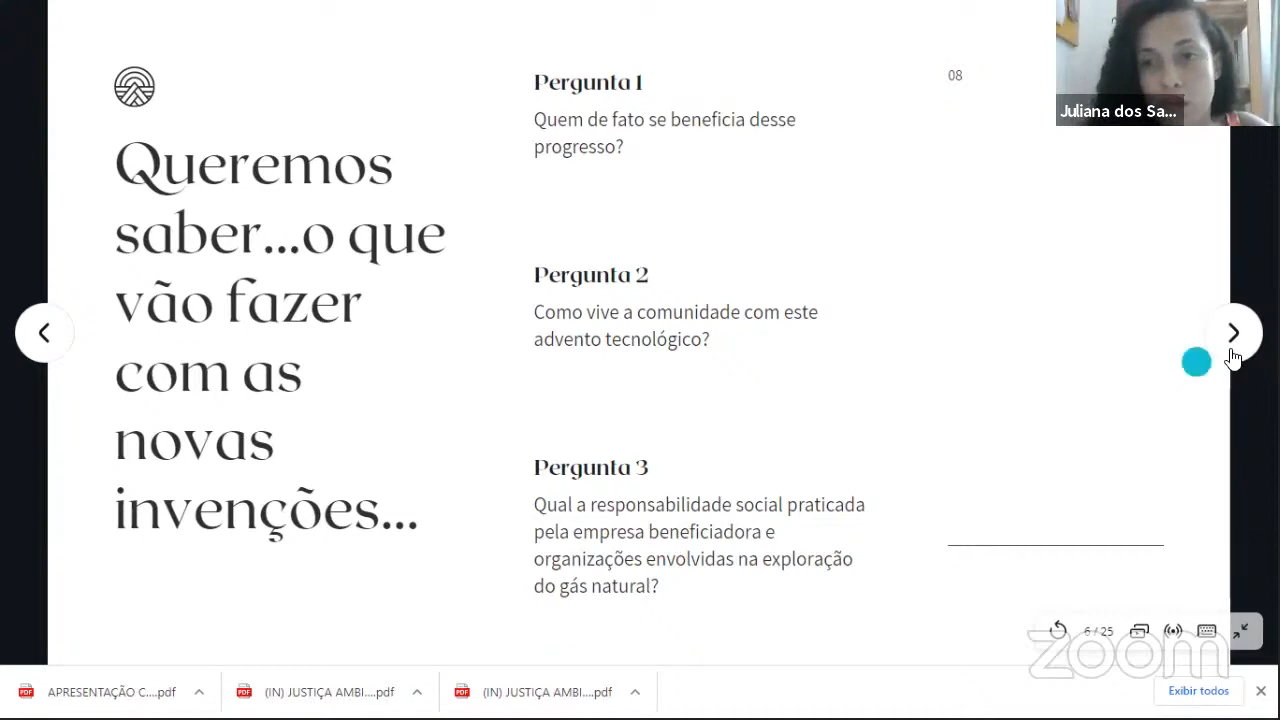 Queremos
saber...o que
vão fazer
com as
novas
invenções...
Pergunta 1
Quem de fato se beneficia desse
progresso?
Pergunta 2
Como vive a comunidade com este
advento tecnológico?
Pergunta 3
Qual a responsabilidade social praticada
pela empresa beneficiadora e
organizações envolvidas na exploração
do gás natural?
08
Juliana dos Sa...
6 / 25
zoom
APRESENTAÇÃO C....pdf
(IN) JUSTIÇA AMBI....pdf
(IN) JUSTIÇA AMBI....pdf
Exibir todos